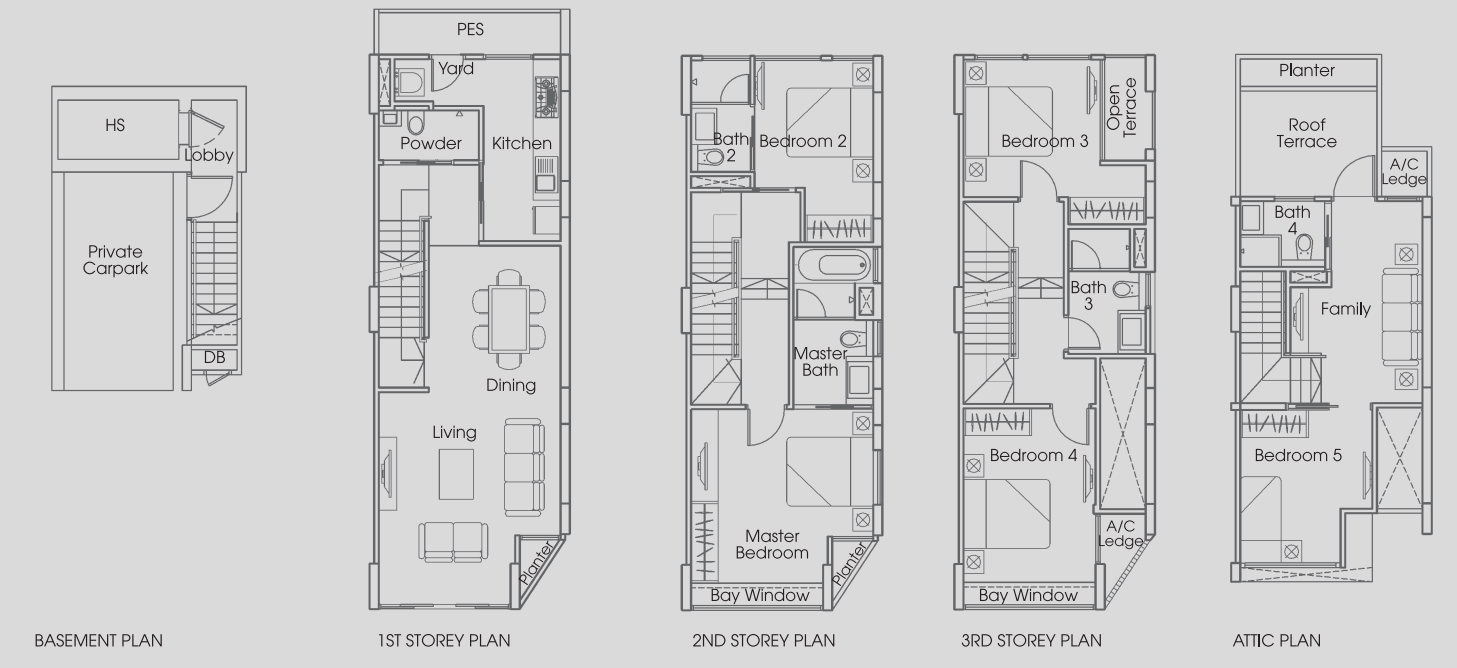 HS
Lobby
Private
Carpark
DB
BASEMENT PLAN
PES
Yard
Powder
Kitchen
Dining
Living
Planter
1ST STOREY PLAN
Bath
2
Bedroom 2
Master
Bath
Master
Bedroom
Planter
Bay Window
2ND STOREY PLAN
Bedroom 3
Open
Terrace
Bath
3
Bedroom 4
A/C
Ledge
Bay Window
3RD STOREY PLAN
Planter
Roof
Terrace
A/C
Ledge
Bath
4
Family
Bedroom 5
ATTIC PLAN